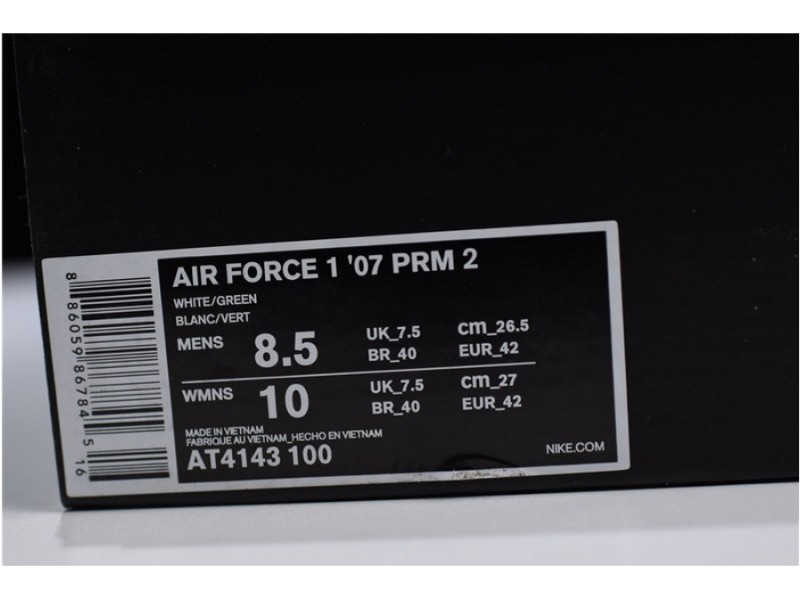 AIR FORCE 1 '07 PRM 2
WHITE/GREEN
BLANC/VERT
MENS 8.5 UK_7.5 cm_26.5
BR_40 EUR_42
WMNS 10 UK_7.5 cm_27
BR_40 EUR_42
MADE IN VIETNAM
FABRIQUE AU VIETNAM_HECHO EN VIETNAM
AT4143 100 NIKE.COM
8 86059 86784 5 16